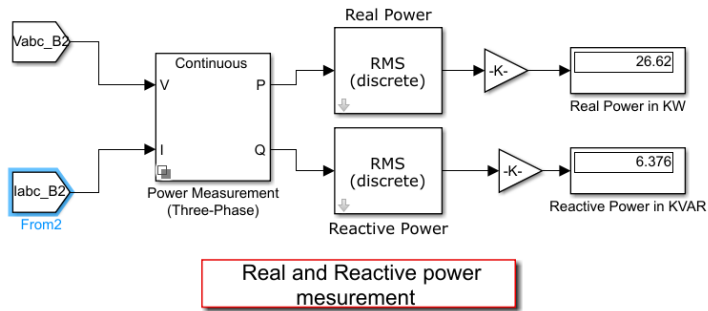 Real Power
Vabc_B2
Continuous
V
P
RMS
(discrete)
-K-
26.62
Real Power in KW
Iabc_B2
From2
I
Q
Power Measurement
(Three-Phase)
RMS
(discrete)
Reactive Power
-K-
6.376
Reactive Power in KVAR
Real and Reactive power
mesurement